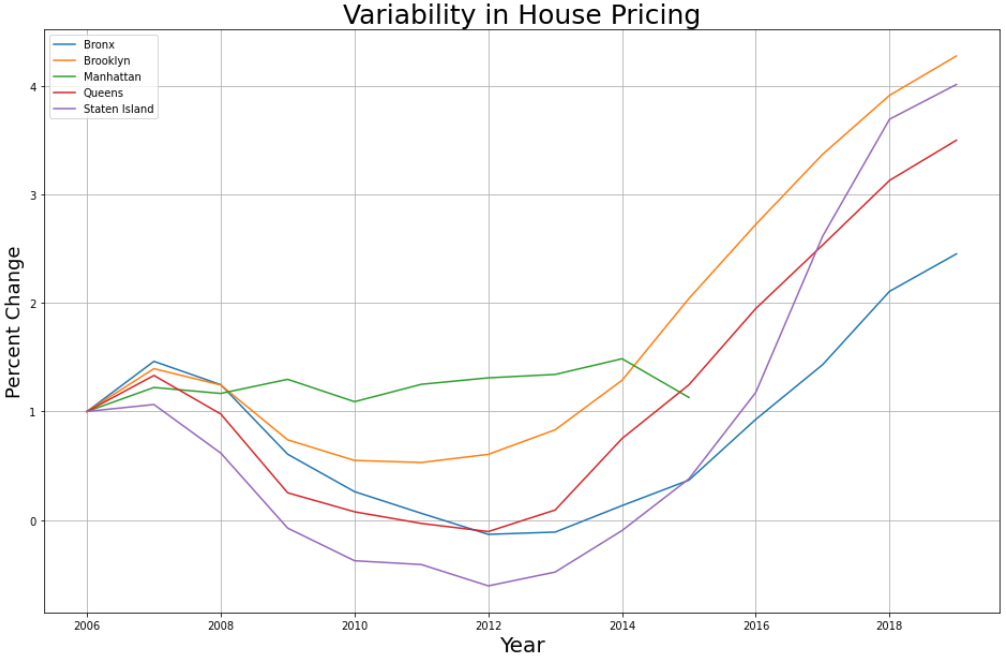 Variability in House Pricing
Bronx
Brooklyn
Manhattan
Queens
Staten Island
Percent Change
4
3
2
1
0
2006 2008 2010 2012 2014 2016 2018
Year